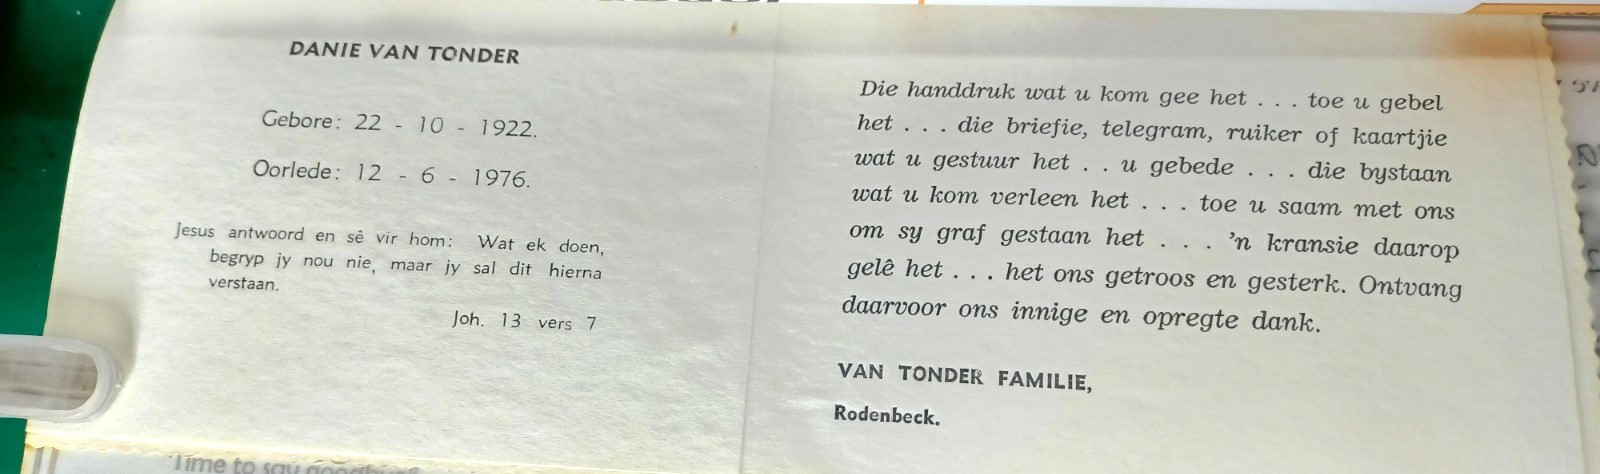 DANIE VAN TONDER
Gebore: 22 - 10 - 1922.
Oorlede: 12 - 6 - 1976.
Jesus antwoord en sê vir hom: Wat ek doen,
begryp jy nou nie, maar jy sal dit hierna
verstaan.
Joh. 13 vers 7
Die handdruk wat u kom gee het . . . toe u gebel
het . . . die briefie, telegram, ruiker of kaartjie
wat u gestuur het . . u gebede . . . die bystaan
wat u kom verleen het . . . toe u saam met ons
om sy graf gestaan het . . . 'n kransie daarop
gelê het . . . het ons getroos en gesterk. Ontvang
daarvoor ons innige en opregte dank.
VAN TONDER FAMILIE,
Rodenbeck.
Time to say